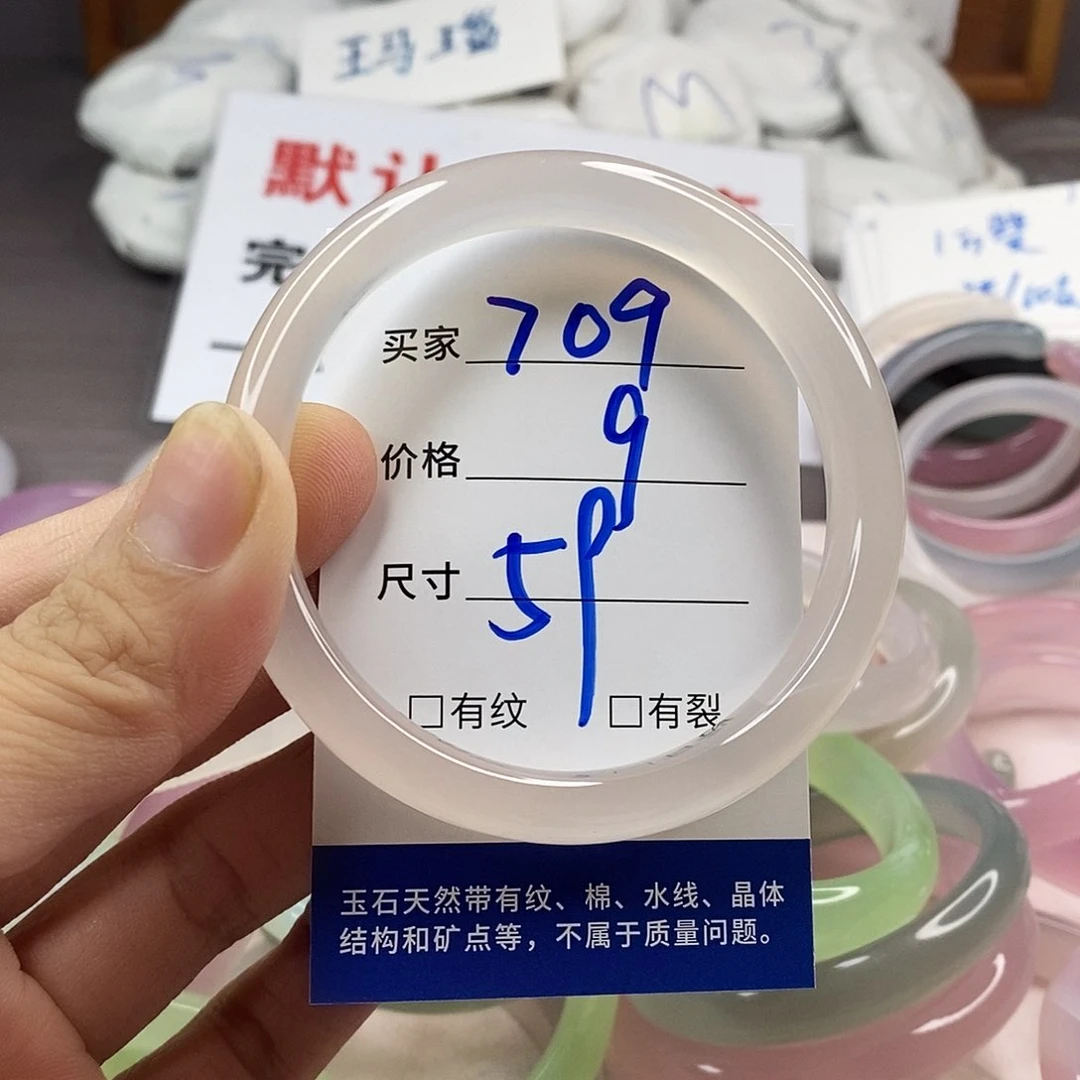 玛瑙
默认
完
买家 709
价格 9
尺寸 59
□有纹 □有裂
玉石天然带有纹、棉、水线、晶体
结构和矿点等，不属于质量问题。